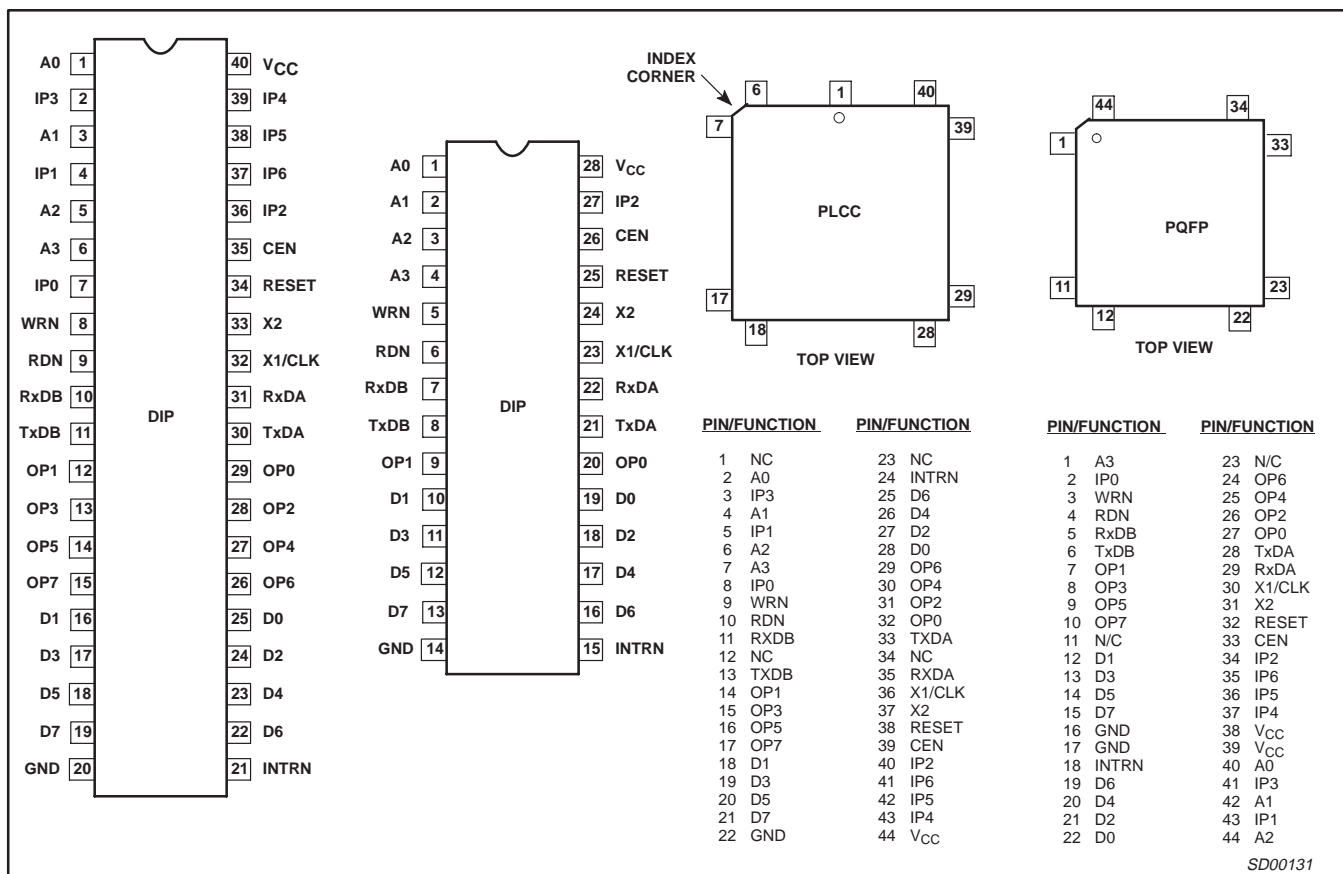 A0 1 40 VCC
IP3 2 39 IP4
A1 3 38 IP5
IP1 4 37 IP6
A2 5 36 IP2
A3 6 35 CEN
IP0 7 34 RESET
WRN 8 33 X2
RDN 9 32 X1/CLK
RxDB 10 31 RxDA
TxDB 11 30 TxDA
DIP
OP1 12 29 OP0
OP3 13 28 OP2
OP5 14 27 OP4
OP7 15 26 OP6
D1 16 25 D0
D3 17 24 D2
D5 18 23 D4
D7 19 22 D6
GND 20 21 INTRN
A0 1 28 VCC
A1 2 27 IP2
A2 3 26 CEN
A3 4 25 RESET
WRN 5 24 X2
RDN 6 23 X1/CLK
RxDB 7 22 RxDA
DIP
TxDB 8 21 TxDA
OP1 9 20 OP0
D1 10 19 D0
D3 11 18 D2
D5 12 17 D4
D7 13 16 D6
GND 14 15 INTRN
INDEX
CORNER
6 1 40
7 39
PLCC
17 29
18 28
TOP VIEW
PIN/FUNCTION PIN/FUNCTION
1 NC 23 NC
2 A0 24 INTRN
3 IP3 25 D6
4 A1 26 D4
5 IP1 27 D2
6 A2 28 D0
7 A3 29 OP6
8 IP0 30 OP4
9 WRN 31 OP2
10 RDN 32 OP0
11 RXDB 33 TXDA
12 NC 34 NC
13 TXDB 35 RXDA
14 OP1 36 X1/CLK
15 OP3 37 X2
16 OP5 38 RESET
17 OP7 39 CEN
18 D1 40 IP2
19 D3 41 IP6
20 D5 42 IP5
21 D7 43 IP4
22 GND 44 VCC
44 34
1 33
PQFP
11 23
12 22
TOP VIEW
PIN/FUNCTION PIN/FUNCTION
1 A3 23 N/C
2 IP0 24 OP6
3 WRN 25 OP4
4 RDN 26 OP2
5 RxDB 27 OP0
6 TxDB 28 TxDA
7 OP1 29 RxDA
8 OP3 30 X1/CLK
9 OP5 31 X2
10 OP7 32 RESET
11 N/C 33 CEN
12 D1 34 IP2
13 D3 35 IP6
14 D5 36 IP5
15 D7 37 IP4
16 GND 38 VCC
17 GND 39 VCC
18 INTRN 40 A0
19 D6 41 IP3
20 D4 42 A1
21 D2 43 IP1
22 D0 44 A2
SD00131